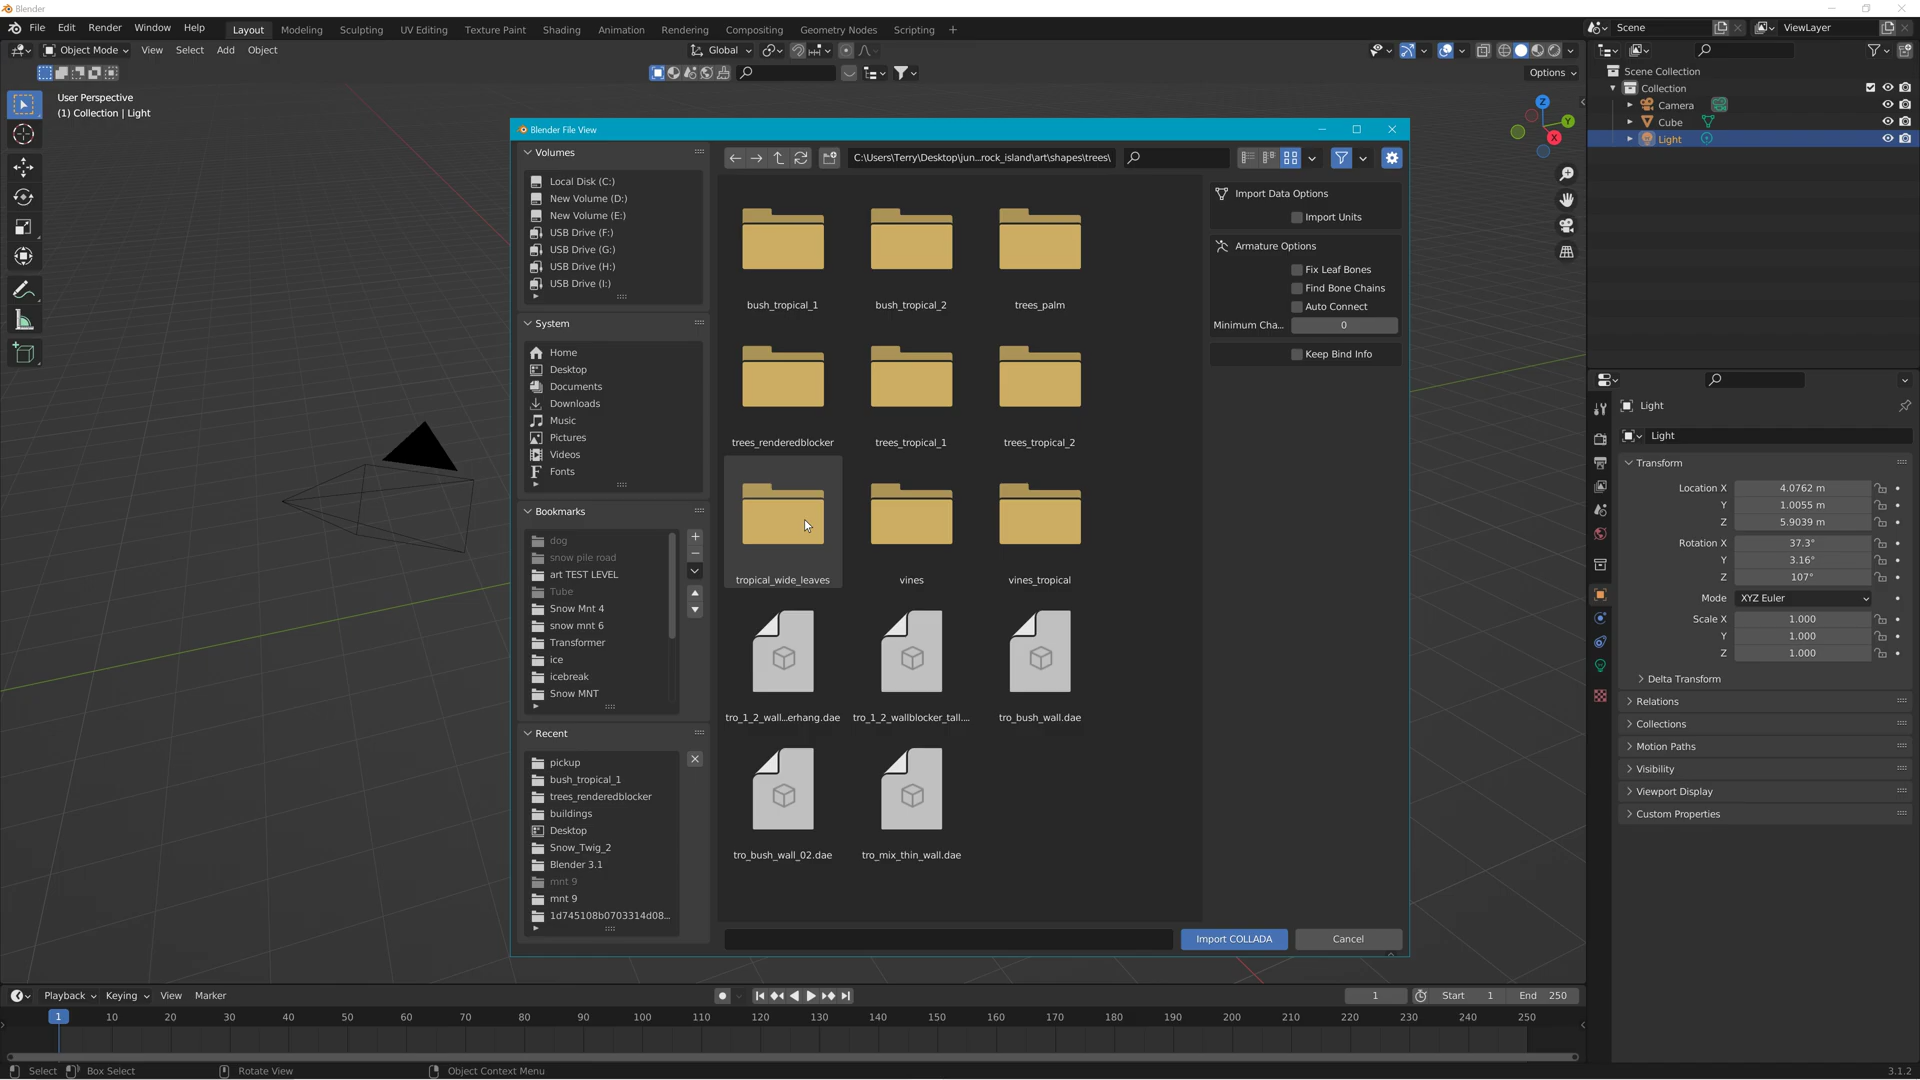 Blender
File Edit Render Window Help
Layout Modeling Sculpting UV Editing Texture Paint Shading Animation Rendering Compositing Geometry Nodes Scripting +
Scene
ViewLayer
Object Mode View Select Add Object
Global
Options
User Perspective
(1) Collection | Light
Z
Y
X
Scene Collection
Collection
Camera
Cube
Light
Blender File View
Volumes
Local Disk (C:)
New Volume (D:)
New Volume (E:)
USB Drive (F:)
USB Drive (G:)
USB Drive (H:)
USB Drive (I:)
System
Home
Desktop
Documents
Downloads
Music
Pictures
Videos
Fonts
Bookmarks
dog
snow pile road
art TEST LEVEL
Tube
Snow Mnt 4
snow mnt 6
Transformer
ice
icebreak
Snow MNT
Recent
pickup
bush_tropical_1
trees_renderedblocker
buildings
Desktop
Snow_Twig_2
Blender 3.1
mnt 9
mnt 9
1d745108b0703314d08...
C:\Users\Terry\Desktop\jun...rock_island\art\shapes\trees\
bush_tropical_1
bush_tropical_2
trees_palm
trees_renderedblocker
trees_tropical_1
trees_tropical_2
tropical_wide_leaves
vines
vines_tropical
tro_1_2_wall...erhang.dae
tro_1_2_wallblocker_tall....
tro_bush_wall.dae
tro_bush_wall_02.dae
tro_mix_thin_wall.dae
Import Data Options
Import Units
Armature Options
Fix Leaf Bones
Find Bone Chains
Auto Connect
Minimum Cha... 0
Keep Bind Info
Import COLLADA
Cancel
Light
Light
Transform
Location X 4.0762 m
Y 1.0055 m
Z 5.9039 m
Rotation X 37.3°
Y 3.16°
Z 107°
Mode XYZ Euler
Scale X 1.000
Y 1.000
Z 1.000
Delta Transform
Relations
Collections
Motion Paths
Visibility
Viewport Display
Custom Properties
Playback Keying View Marker
1
Start 1
End 250
1 10 20 30 40 50 60 70 80 90 100 110 120 130 140 150 160 170 180 190 200 210 220 230 240 250
Select
Box Select
Rotate View
Object Context Menu
3.1.2